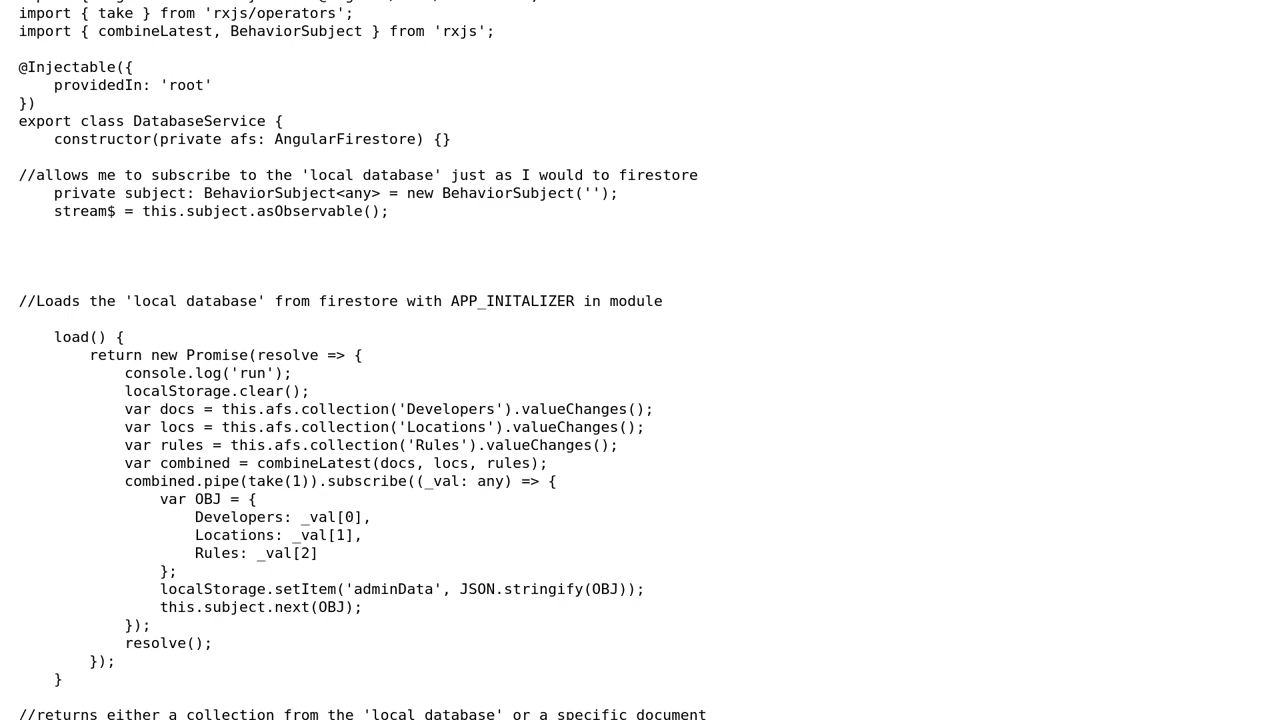 import { take } from 'rxjs/operators';
import { combineLatest, BehaviorSubject } from 'rxjs';
@Injectable({
    providedIn: 'root'
})
export class DatabaseService {
    constructor(private afs: AngularFirestore) {}
//allows me to subscribe to the 'local database' just as I would to firestore
    private subject: BehaviorSubject<any> = new BehaviorSubject('');
    stream$ = this.subject.asObservable();
//Loads the 'local database' from firestore with APP_INITALIZER in module
    load() {
        return new Promise(resolve => {
            console.log('run');
            localStorage.clear();
            var docs = this.afs.collection('Developers').valueChanges();
            var locs = this.afs.collection('Locations').valueChanges();
            var rules = this.afs.collection('Rules').valueChanges();
            var combined = combineLatest(docs, locs, rules);
            combined.pipe(take(1)).subscribe((_val: any) => {
                var OBJ = {
                    Developers: _val[0],
                    Locations: _val[1],
                    Rules: _val[2]
                };
                localStorage.setItem('adminData', JSON.stringify(OBJ));
                this.subject.next(OBJ);
            });
            resolve();
        });
    }
//returns either a collection from the 'local database' or a specific document